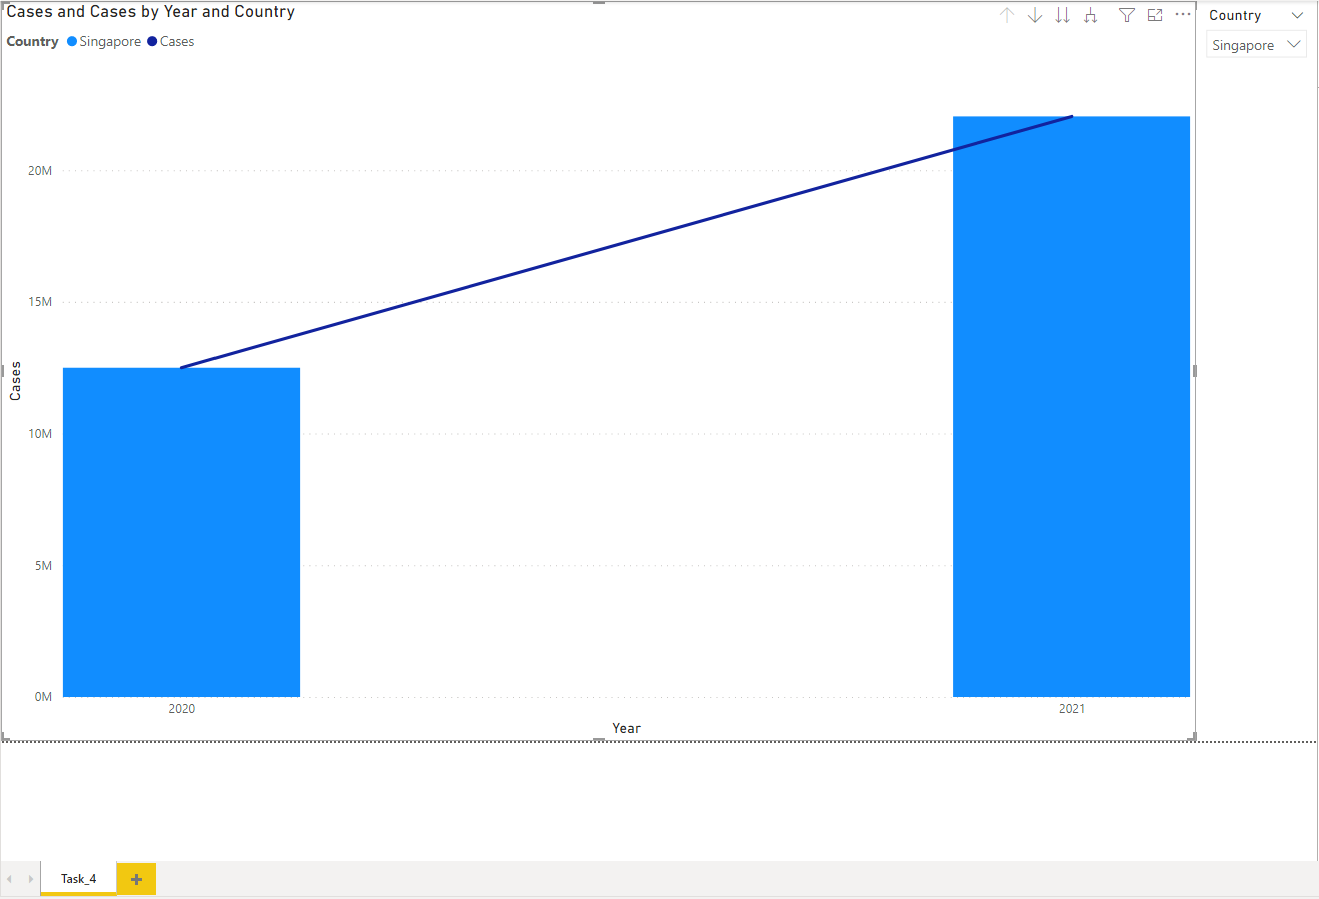 Cases and Cases by Year and Country
Country Singapore Cases
Country
Singapore
20M
15M
10M
5M
0M
Cases
2020 2021
Year
Task_4